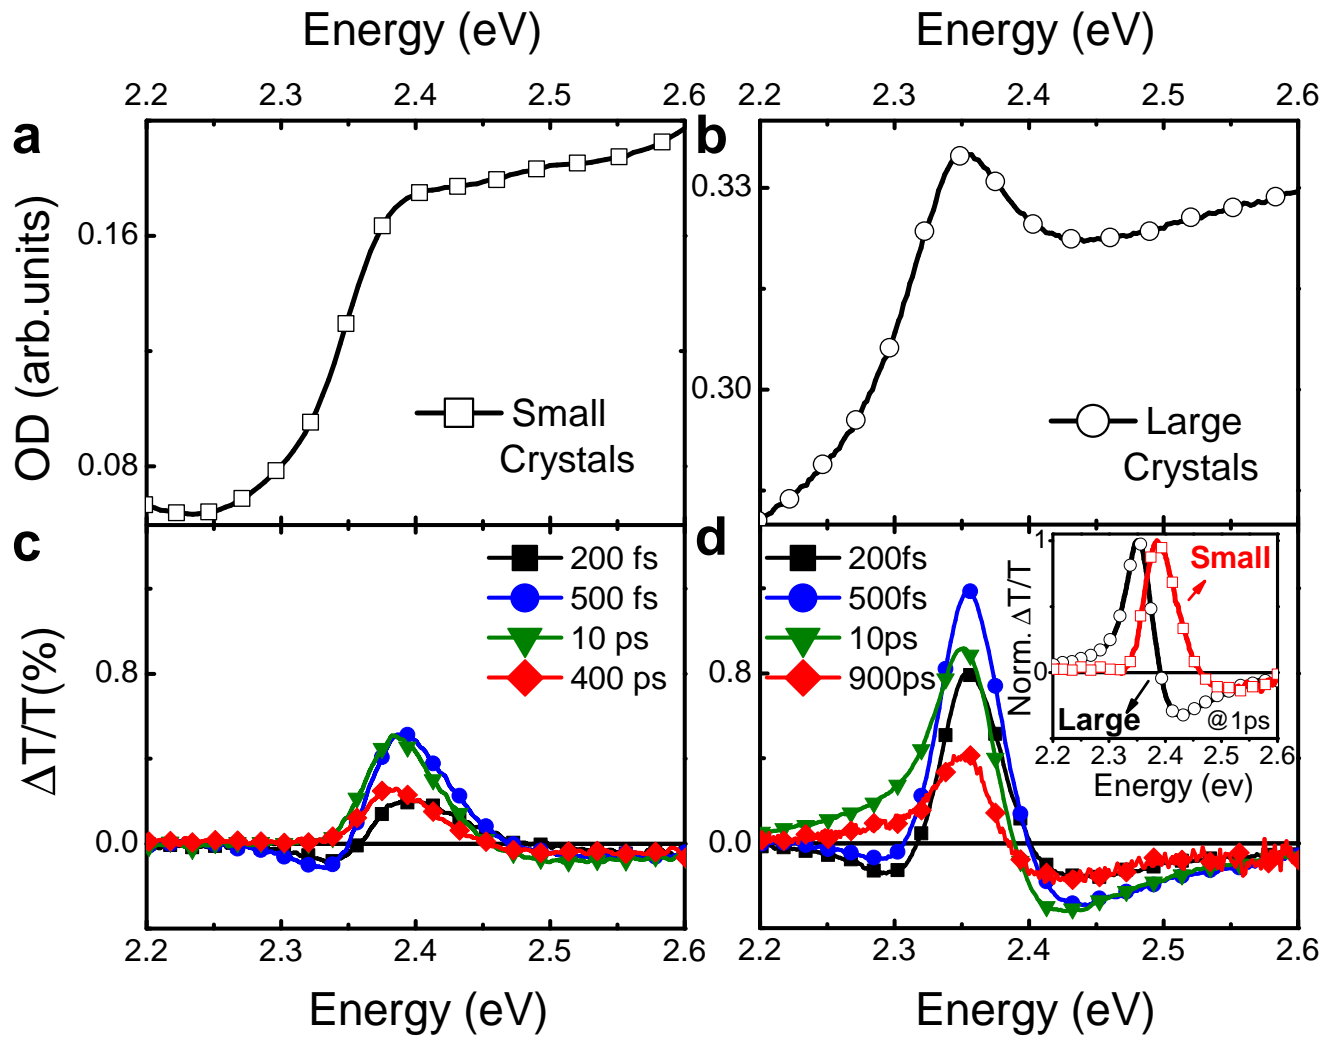 Energy (eV)
Energy (eV)
2.2 2.3 2.4 2.5 2.6
2.2 2.3 2.4 2.5 2.6
a
b
OD (arb.units)
0.16
0.08
Small
Crystals
0.33
0.30
Large
Crystals
c
ΔT/T(%)
0.8
0.0
200 fs
500 fs
10 ps
400 ps
2.2 2.3 2.4 2.5 2.6
Energy (eV)
d
0.8
0.0
200fs
500fs
10ps
900ps
Norm. ΔT/T
1
0
Small
Large
@1ps
2.2 2.3 2.4 2.5 2.6
Energy (ev)
2.2 2.3 2.4 2.5 2.6
Energy (eV)